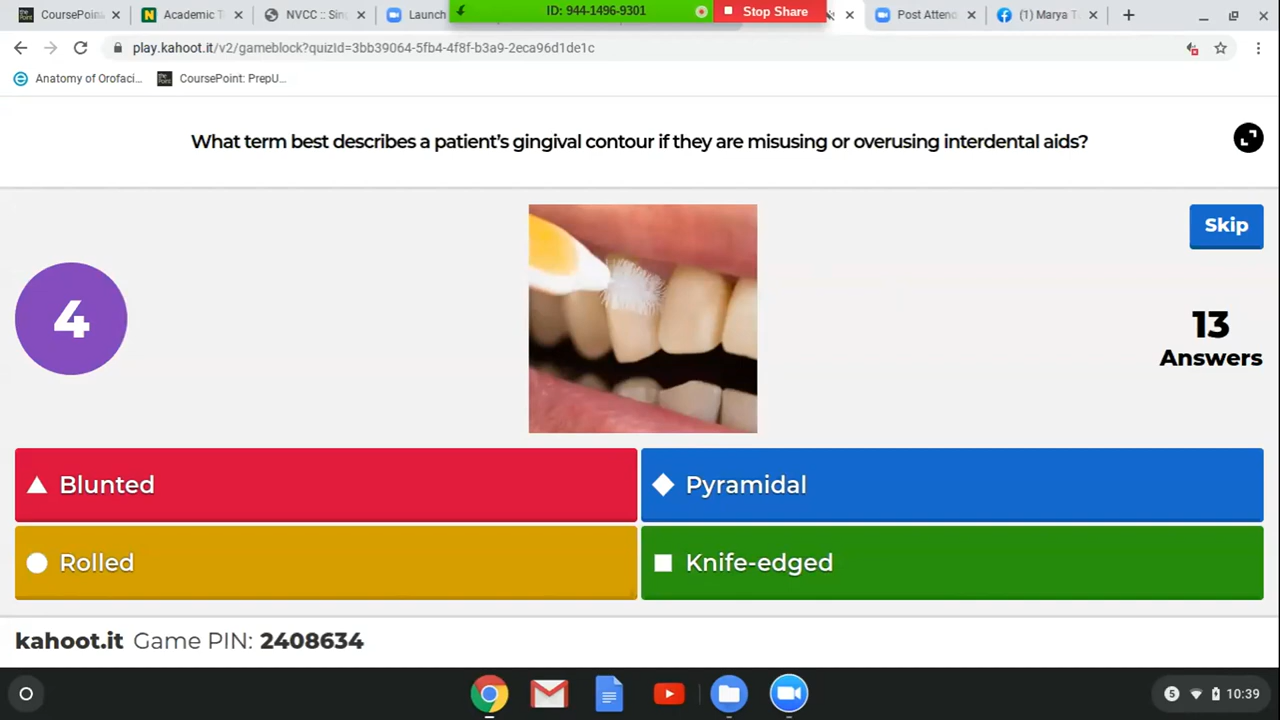 CoursePoin
Academic T
NVCC :: Sin
Launch
ID: 944-1496-9301
Stop Share
Post Attend
(1) Marya T
play.kahoot.it/v2/gameblock?quizId=3bb39064-5fb4-4f8f-b3a9-2eca96d1de1c
Anatomy of Orofaci...
CoursePoint: PrepU...
What term best describes a patient's gingival contour if they are misusing or overusing interdental aids?
Skip
4
13
Answers
Blunted
Pyramidal
Rolled
Knife-edged
kahoot.it Game PIN: 2408634
5
10:39